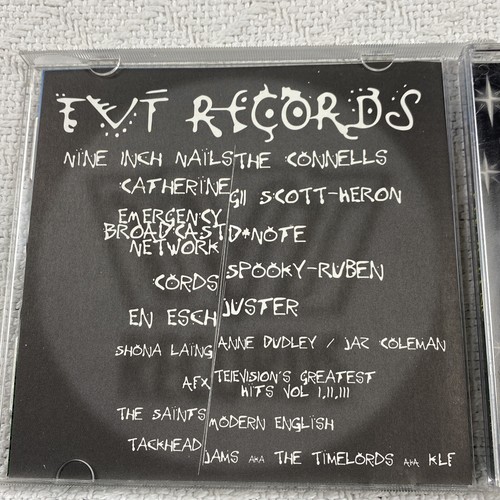 TVT RECORDS
NINE INCH NAILS
CATHERINE
EMERGENCY
BROADCAST
NETWORK
CORDS
EN ESCH
SHONA LAING
AFX
THE SAINTS
TACKHEAD
THE CONNELLS
GIL SCOTT-HERON
D*NOTE
SPOOKY-RUBEN
JUSTER
ANNE DUDLEY / JAZ COLEMAN
TELEVISION'S GREATEST
HITS VOL I,II,III
MODERN ENGLISH
JAMS AKA THE TIMELORDS AKA KLF